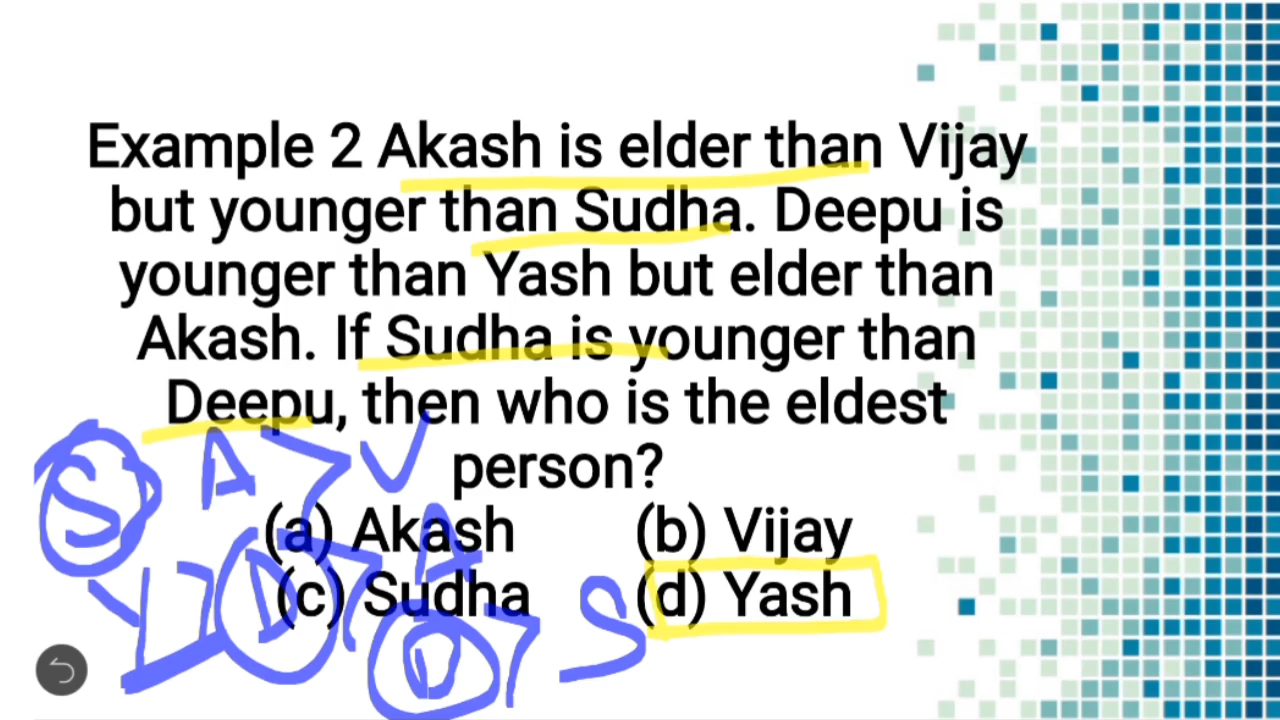 Example 2 Akash is elder than Vijay
but younger than Sudha. Deepu is
younger than Yash but elder than
Akash. If Sudha is younger than
Deepu, then who is the eldest
person?
(a) Akash (b) Vijay
(c) Sudha (d) Yash
S > A > V
Y > D > A
D > S